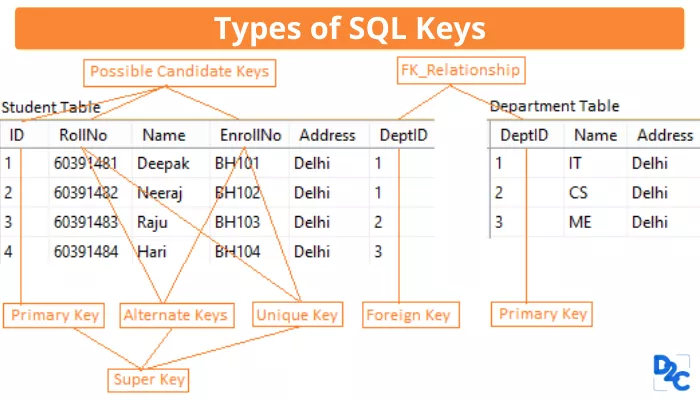 Types of SQL Keys
Possible Candidate Keys
FK_Relationship
Student Table
ID RollNo Name EnrollNo Address DeptID
1 60391481 Deepak BH101 Delhi 1
2 60391482 Neeraj BH102 Delhi 1
3 60391483 Raju BH103 Delhi 2
4 60391484 Hari BH104 Delhi 3
Department Table
DeptID Name Address
1 IT Delhi
2 CS Delhi
3 ME Delhi
Primary Key Alternate Keys Unique Key Foreign Key Primary Key
Super Key
D2C